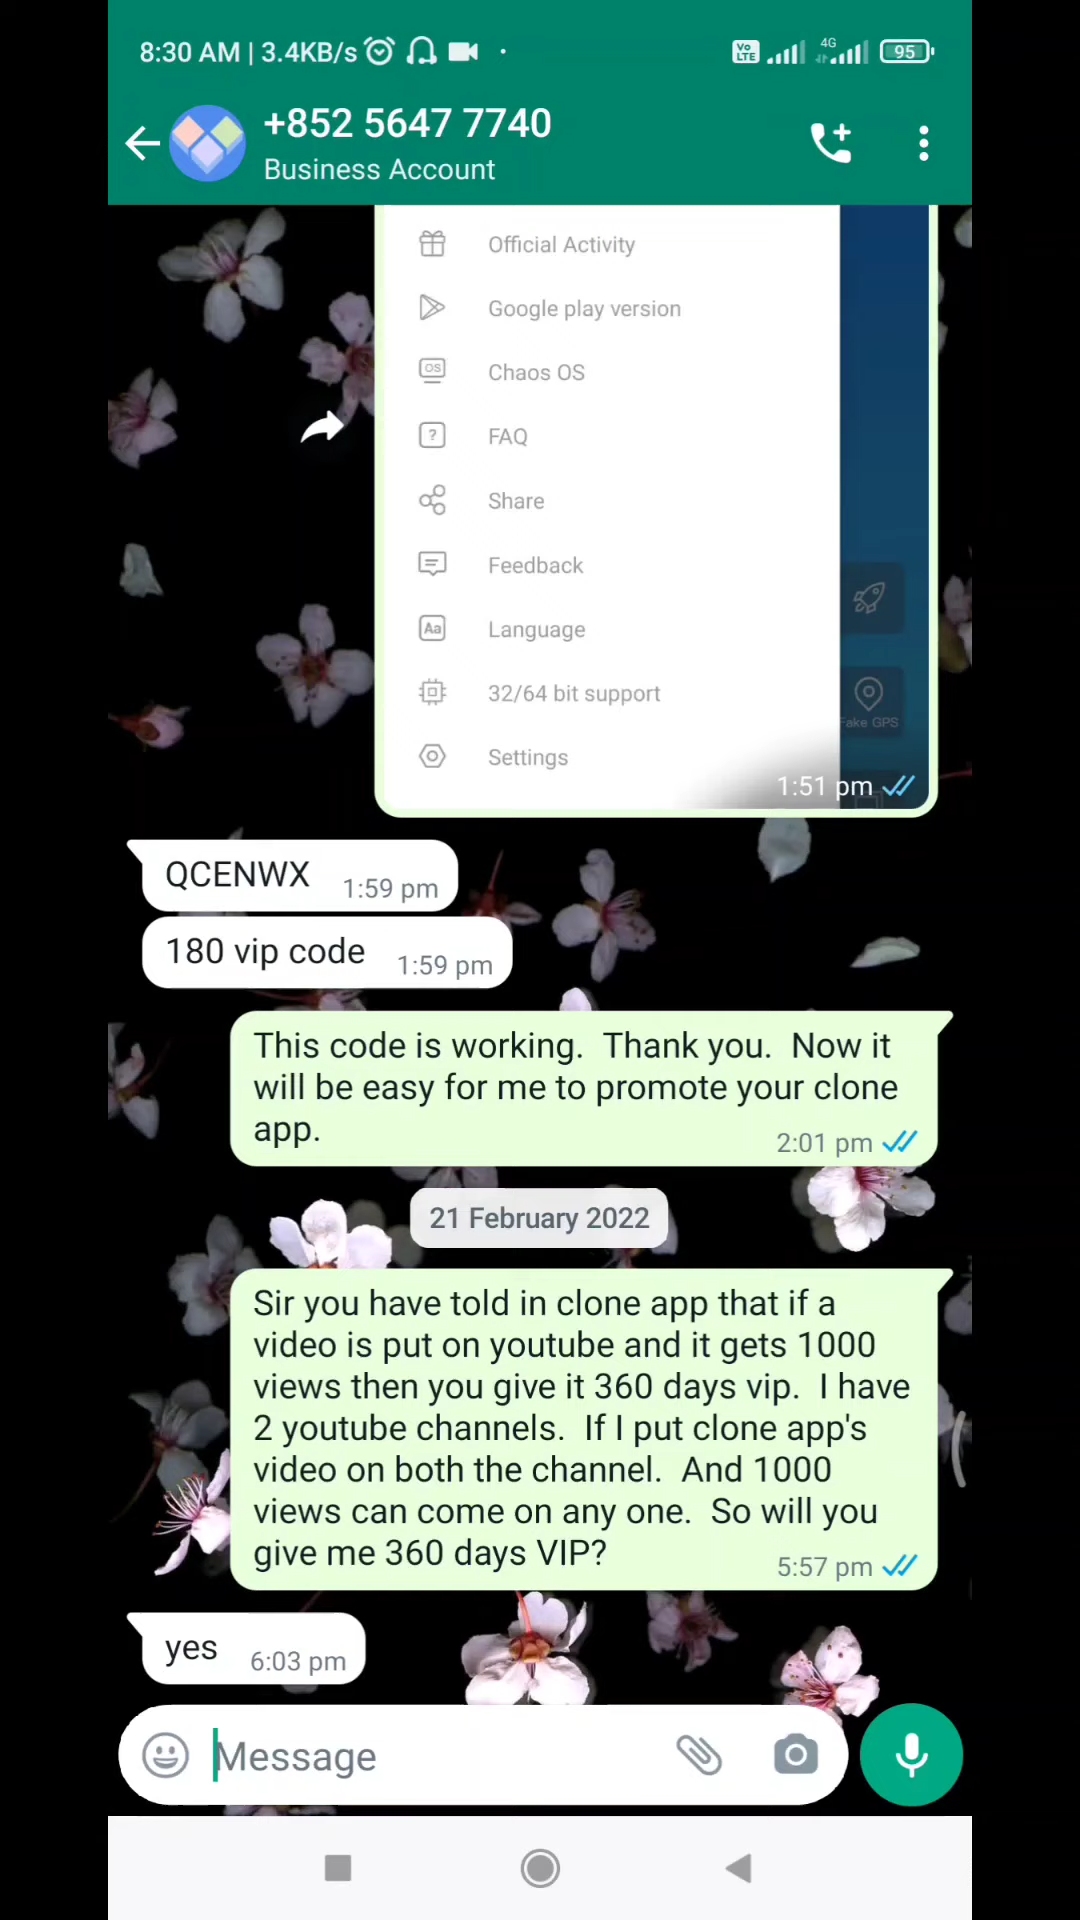 8:30 AM | 3.4KB/s
Vo LTE
4G
95
+852 5647 7740
Business Account
Official Activity
Google play version
OS
Chaos OS
?
FAQ
Share
Feedback
Aa
Language
32/64 bit support
Fake GPS
Settings
1:51 pm
QCENWX
1:59 pm
180 vip code
1:59 pm
This code is working. Thank you. Now it
will be easy for me to promote your clone
app.
2:01 pm
21 February 2022
Sir you have told in clone app that if a
video is put on youtube and it gets 1000
views then you give it 360 days vip. I have
2 youtube channels. If I put clone app's
video on both the channel. And 1000
views can come on any one. So will you
give me 360 days VIP?
5:57 pm
yes
6:03 pm
Message